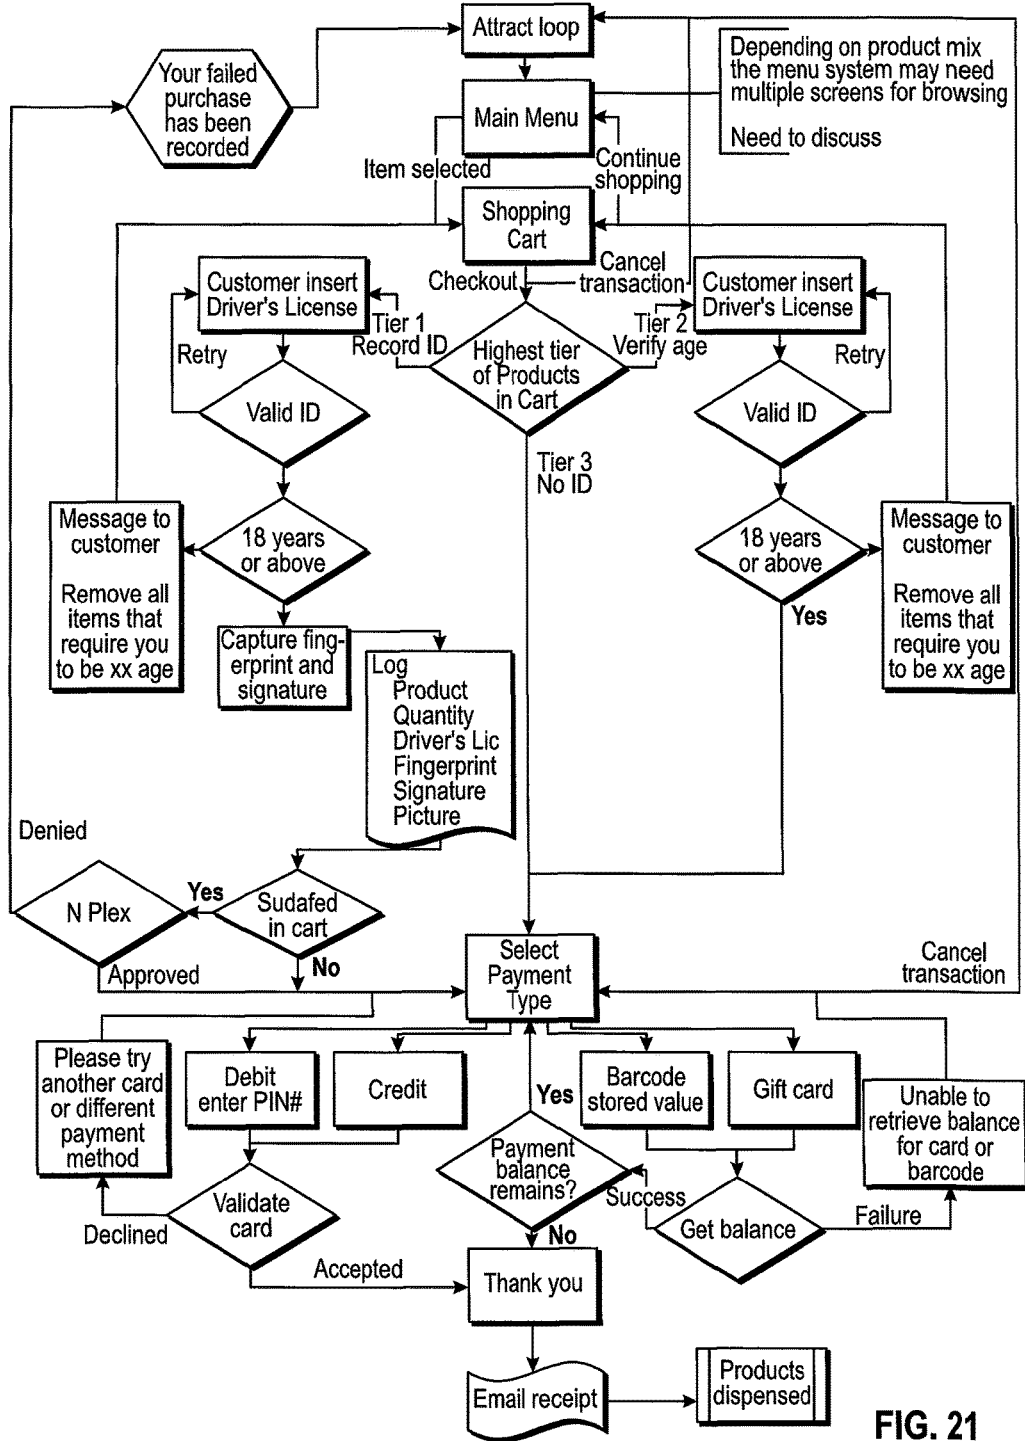 Attract loop
Your failed
purchase
has been
recorded
Depending on product mix
the menu system may need
multiple screens for browsing
Need to discuss
Main Menu
Item selected
Continue
shopping
Shopping
Cart
Checkout
Cancel
transaction
Customer insert
Driver's License
Tier 1
Record ID
Tier 2
Verify age
Customer insert
Driver's License
Retry
Highest tier
of Products
in Cart
Retry
Valid ID
Valid ID
Tier 3
No ID
Message to
customer
Remove all
items that
require you
to be xx age
18 years
or above
18 years
or above
Yes
Message to
customer
Remove all
items that
require you
to be xx age
Capture fing-
erprint and
signature
Log
Product
Quantity
Driver's Lic
Fingerprint
Signature
Picture
Denied
N Plex
Yes
Sudafed
in cart
No
Approved
Select
Payment
Type
Cancel
transaction
Please try
another card
or different
payment
method
Debit
enter PIN#
Credit
Yes
Barcode
stored value
Gift card
Unable to
retrieve balance
for card or
barcode
Payment
balance
remains?
Success
Validate
card
Declined
Get balance
Failure
No
Accepted
Thank you
Email receipt
Products
dispensed
FIG. 21